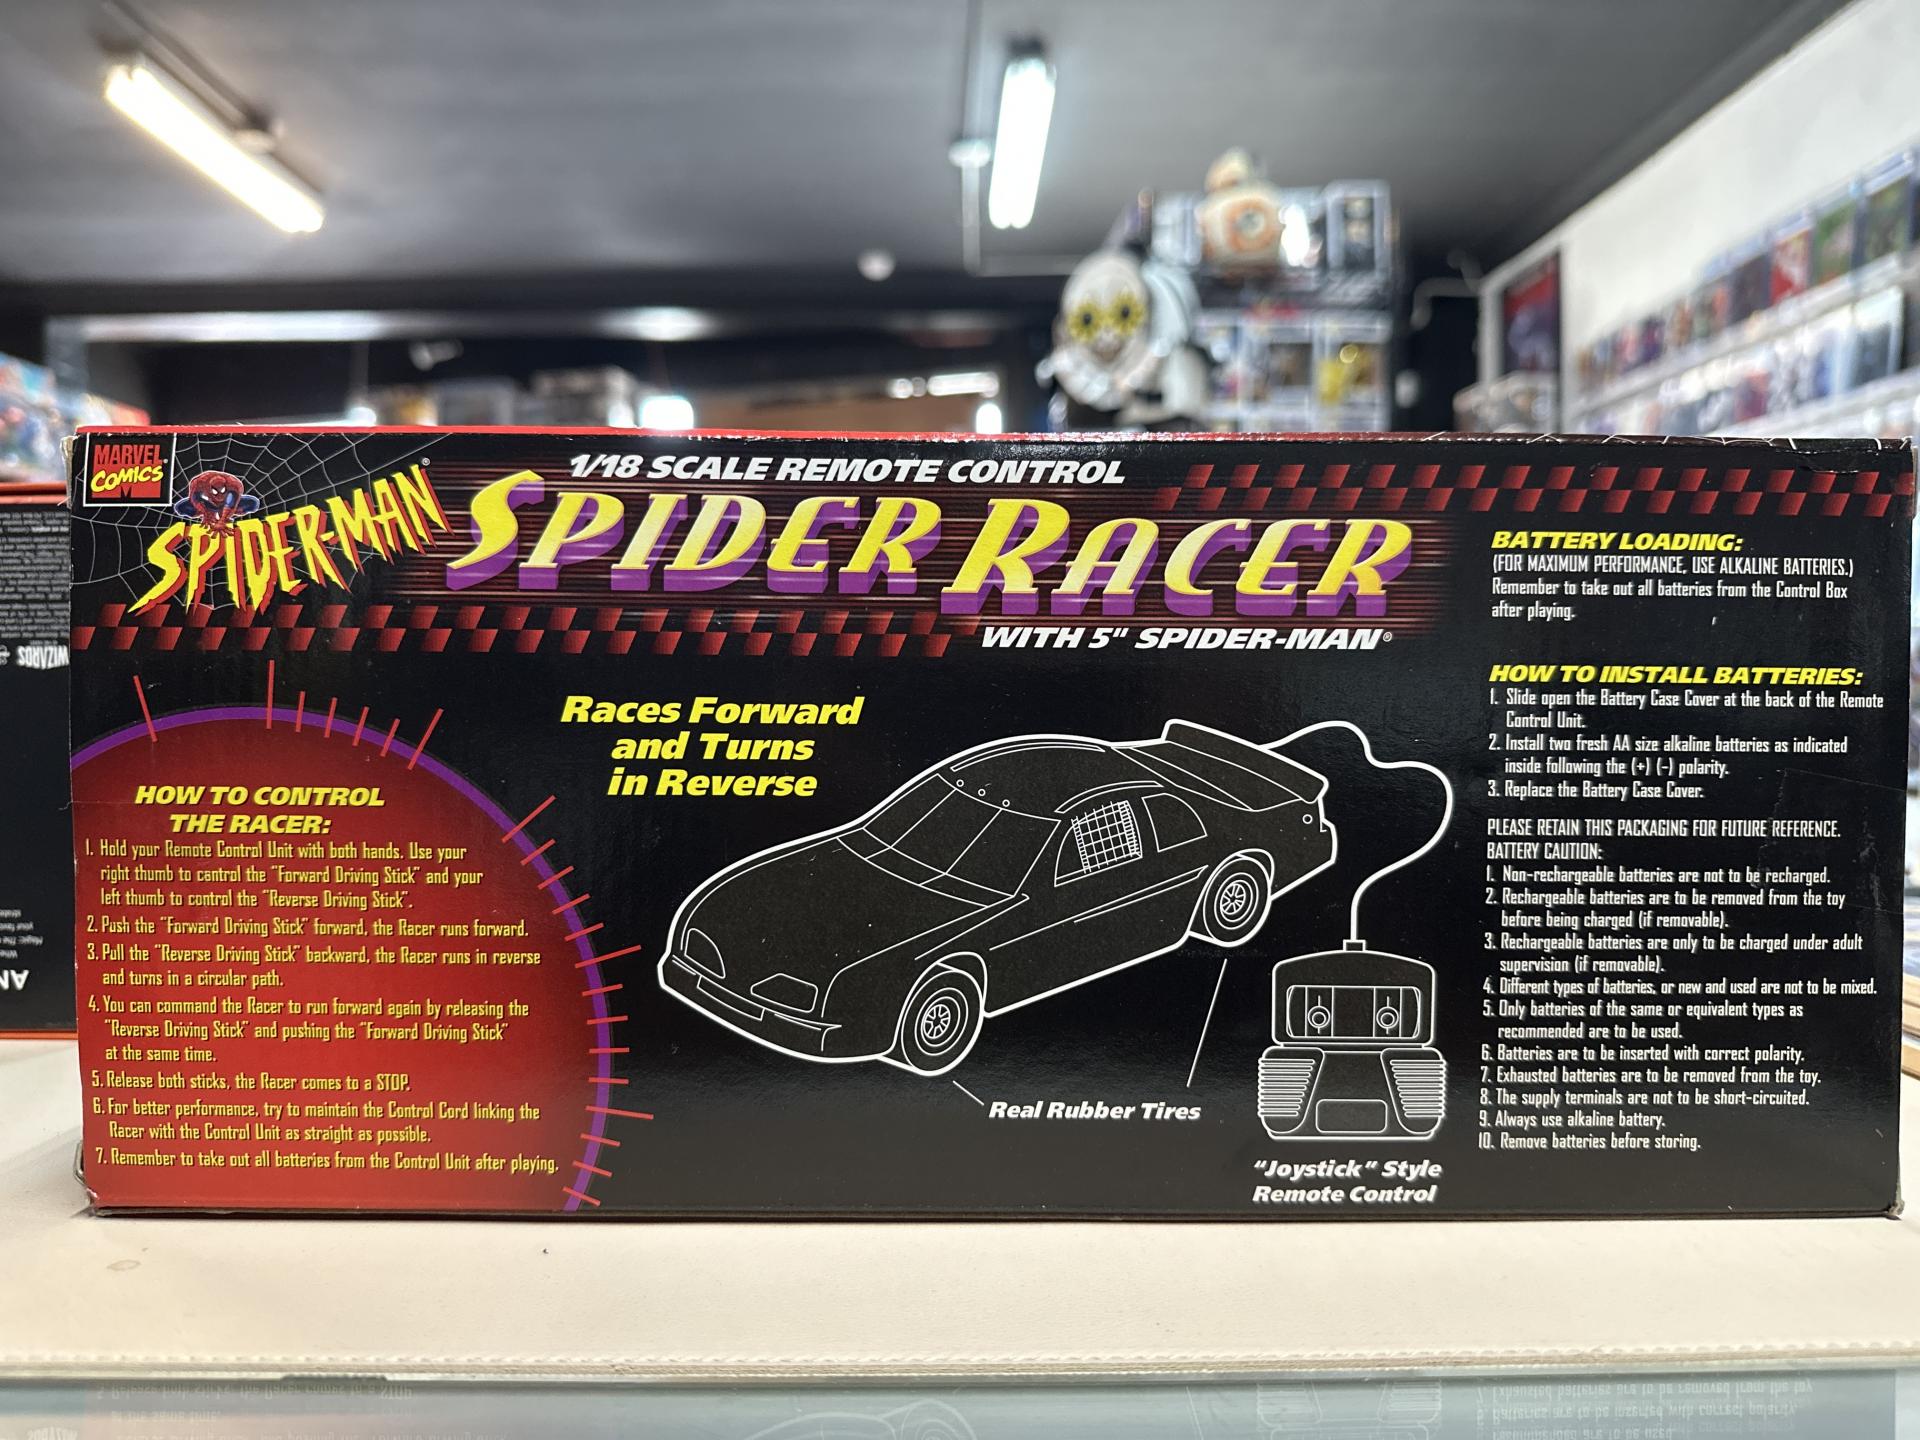 MARVEL
COMICS
SPIDER-MAN®
1/18 SCALE REMOTE CONTROL
SPIDER RACER
WITH 5" SPIDER-MAN®
Races Forward
and Turns
in Reverse
HOW TO CONTROL
THE RACER:
1. Hold your Remote Control Unit with both hands. Use your
right thumb to control the "Forward Driving Stick" and your
left thumb to control the "Reverse Driving Stick".
2. Push the "Forward Driving Stick" forward, the Racer runs forward.
3. Pull the "Reverse Driving Stick" backward, the Racer runs in reverse
and turns in a circular path.
4. You can command the Racer to run forward again by releasing the
"Reverse Driving Stick" and pushing the "Forward Driving Stick"
at the same time.
5. Release both sticks, the Racer comes to a STOP.
6. For better performance, try to maintain the Control Cord linking the
Racer with the Control Unit as straight as possible.
7. Remember to take out all batteries from the Control Unit after playing.
Real Rubber Tires
"Joystick" Style
Remote Control
BATTERY LOADING:
(FOR MAXIMUM PERFORMANCE, USE ALKALINE BATTERIES.)
Remember to take out all batteries from the Control Box
after playing.
HOW TO INSTALL BATTERIES:
1. Slide open the Battery Case Cover at the back of the Remote
Control Unit.
2. Install two fresh AA size alkaline batteries as indicated
inside following the (+) (-) polarity.
3. Replace the Battery Case Cover.
PLEASE RETAIN THIS PACKAGING FOR FUTURE REFERENCE.
BATTERY CAUTION:
1. Non-rechargeable batteries are not to be recharged.
2. Rechargeable batteries are to be removed from the toy
before being charged (if removable).
3. Rechargeable batteries are only to be charged under adult
supervision (if removable).
4. Different types of batteries, or new and used are not to be mixed.
5. Only batteries of the same or equivalent types as
recommended are to be used.
6. Batteries are to be inserted with correct polarity.
7. Exhausted batteries are to be removed from the toy.
8. The supply terminals are not to be short-circuited.
9. Always use alkaline battery.
10. Remove batteries before storing.
WIZARDS
AN